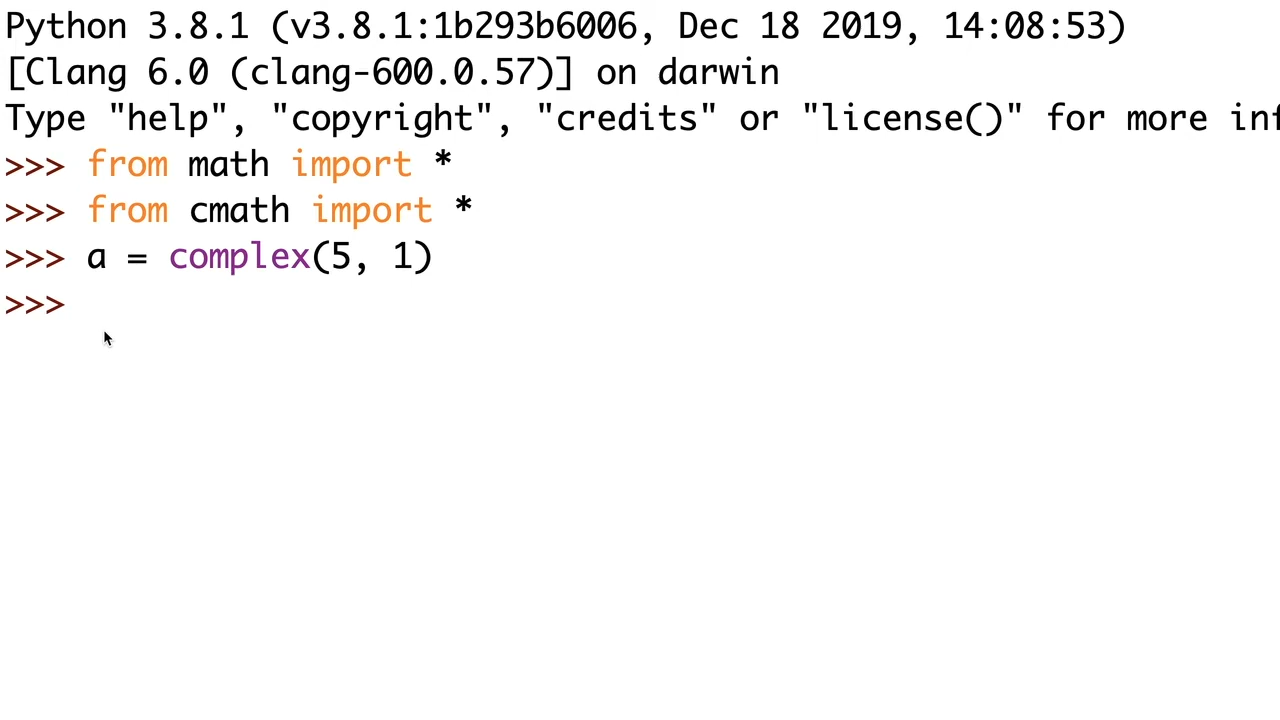 Python 3.8.1 (v3.8.1:1b293b6006, Dec 18 2019, 14:08:53)
[Clang 6.0 (clang-600.0.57)] on darwin
Type "help", "copyright", "credits" or "license()" for more inf
>>> from math import *
>>> from cmath import *
>>> a = complex(5, 1)
>>>